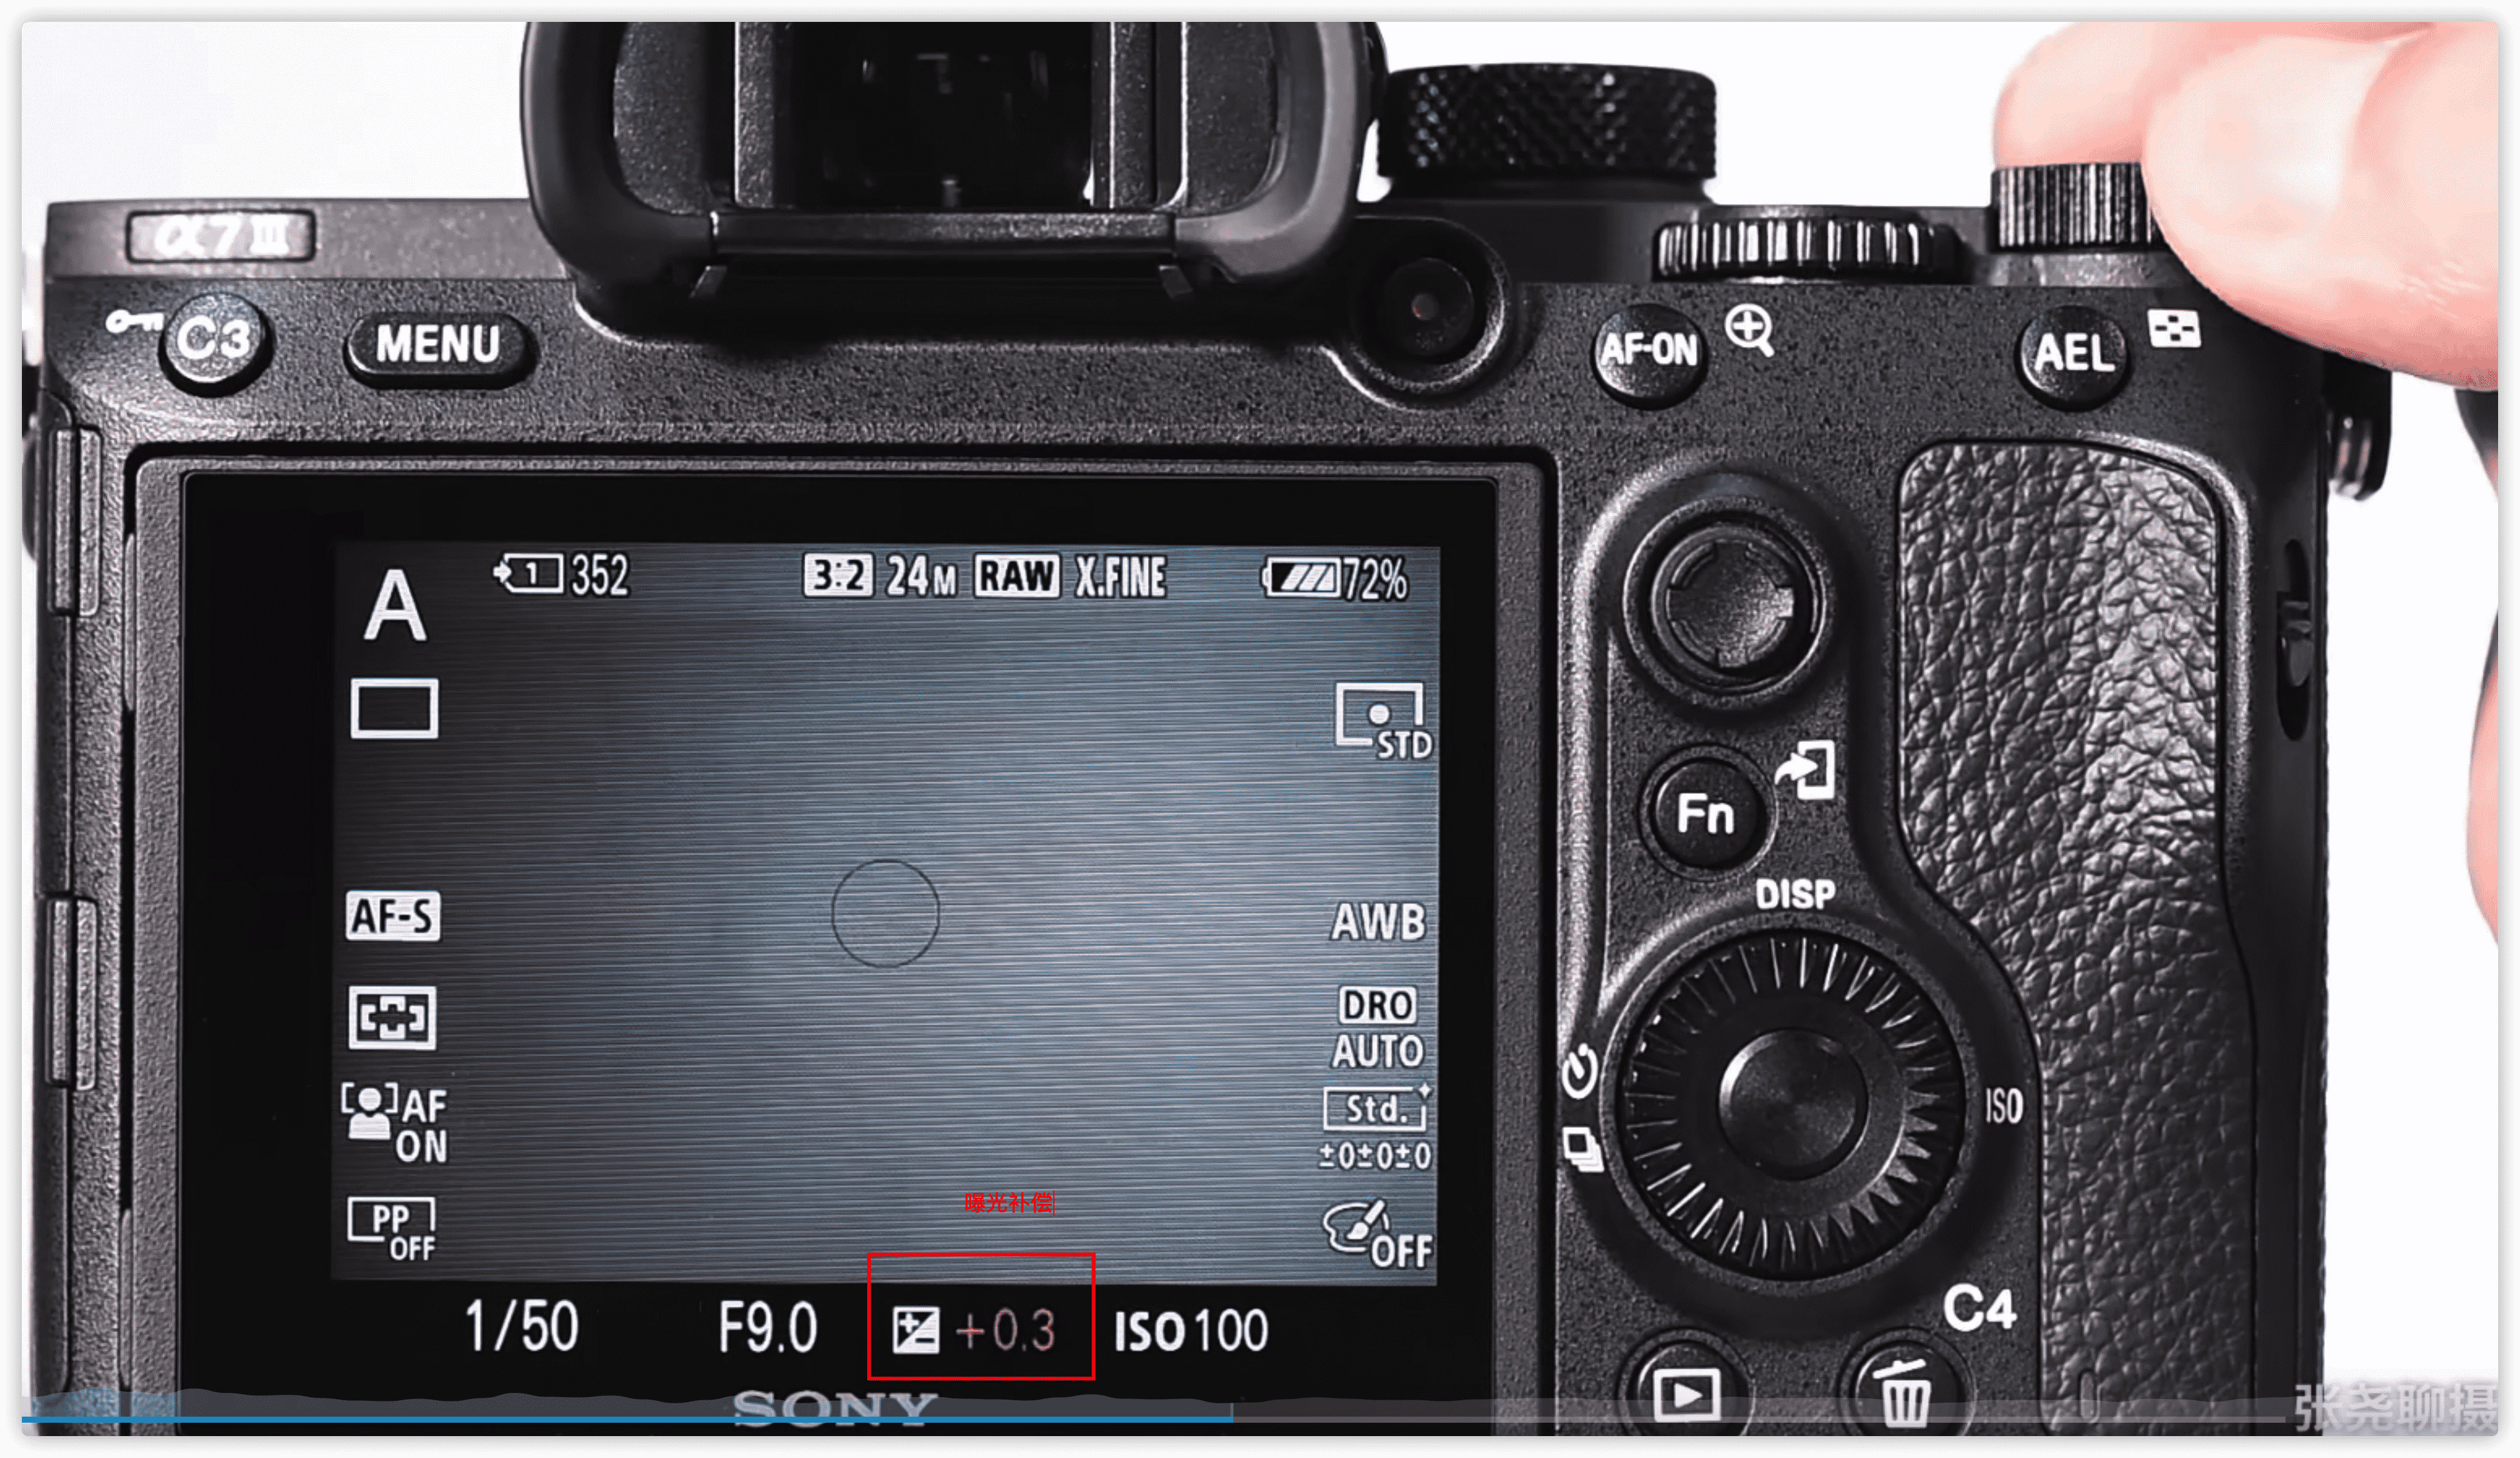 α7III
C3
MENU
AF-ON
AEL
A
1 352
3:2 24M RAW X.FINE
72%
STD
Fn
DISP
AF-S
AWB
DRO
AUTO
AF
ON
Std.
±0±0±0
ISO
曝光补偿
PP
OFF
OFF
1/50 F9.0 +0.3 ISO 100
C4
SONY
张尧聊摄